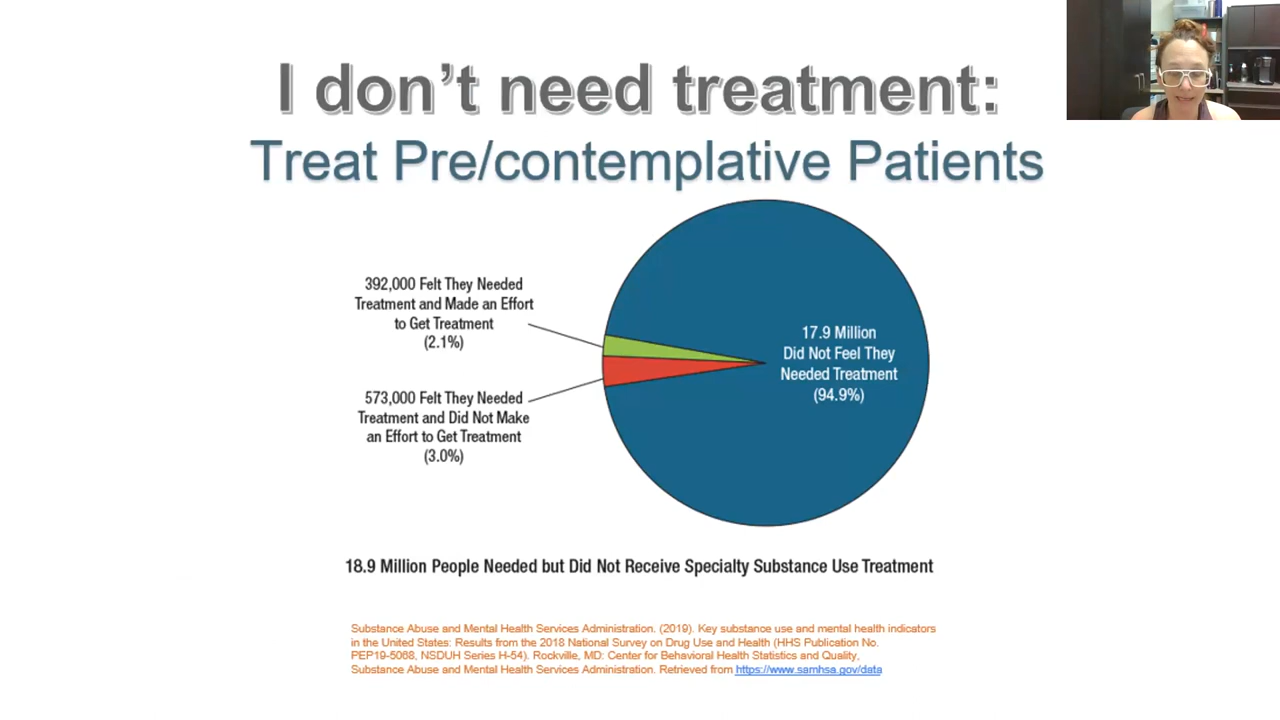 I don't need treatment:
Treat Pre/contemplative Patients
392,000 Felt They Needed
Treatment and Made an Effort
to Get Treatment
(2.1%)
573,000 Felt They Needed
Treatment and Did Not Make
an Effort to Get Treatment
(3.0%)
17.9 Million
Did Not Feel They
Needed Treatment
(94.9%)
18.9 Million People Needed but Did Not Receive Specialty Substance Use Treatment
Substance Abuse and Mental Health Services Administration. (2019). Key substance use and mental health indicators
in the United States: Results from the 2018 National Survey on Drug Use and Health (HHS Publication No.
PEP19-5068, NSDUH Series H-54). Rockville, MD: Center for Behavioral Health Statistics and Quality,
Substance Abuse and Mental Health Services Administration. Retrieved from https://www.samhsa.gov/data